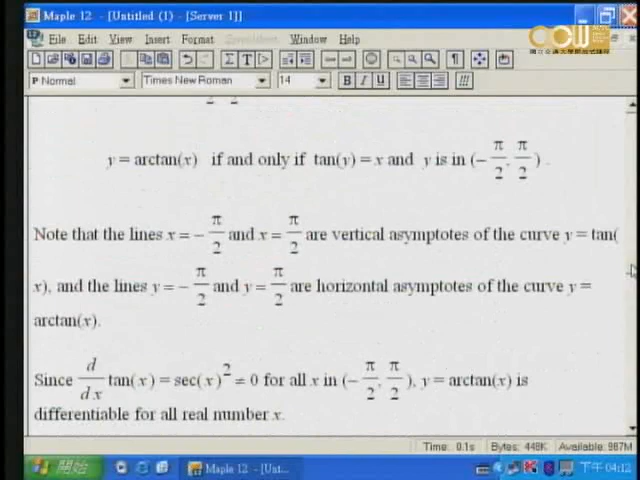 Maple 12 - [Untitled (1) - [Server 1]]
File Edit View Insert Format Spreadsheet Window Help
P Normal Times New Roman 14 B I U
y = arctan(x) if and only if tan(y) = x and y is in (−π/2, π/2) .
Note that the lines x = −π/2 and x = π/2 are vertical asymptotes of the curve y = tan(
x), and the lines y = −π/2 and y = π/2 are horizontal asymptotes of the curve y =
arctan(x).
Since d/dx tan(x) = sec(x)² ≠ 0 for all x in (−π/2, π/2), y = arctan(x) is
differentiable for all real number x.
Time: 0.1s Bytes: 448K Available: 987M
開始 Maple 12 - [Unt... 下午 04:12